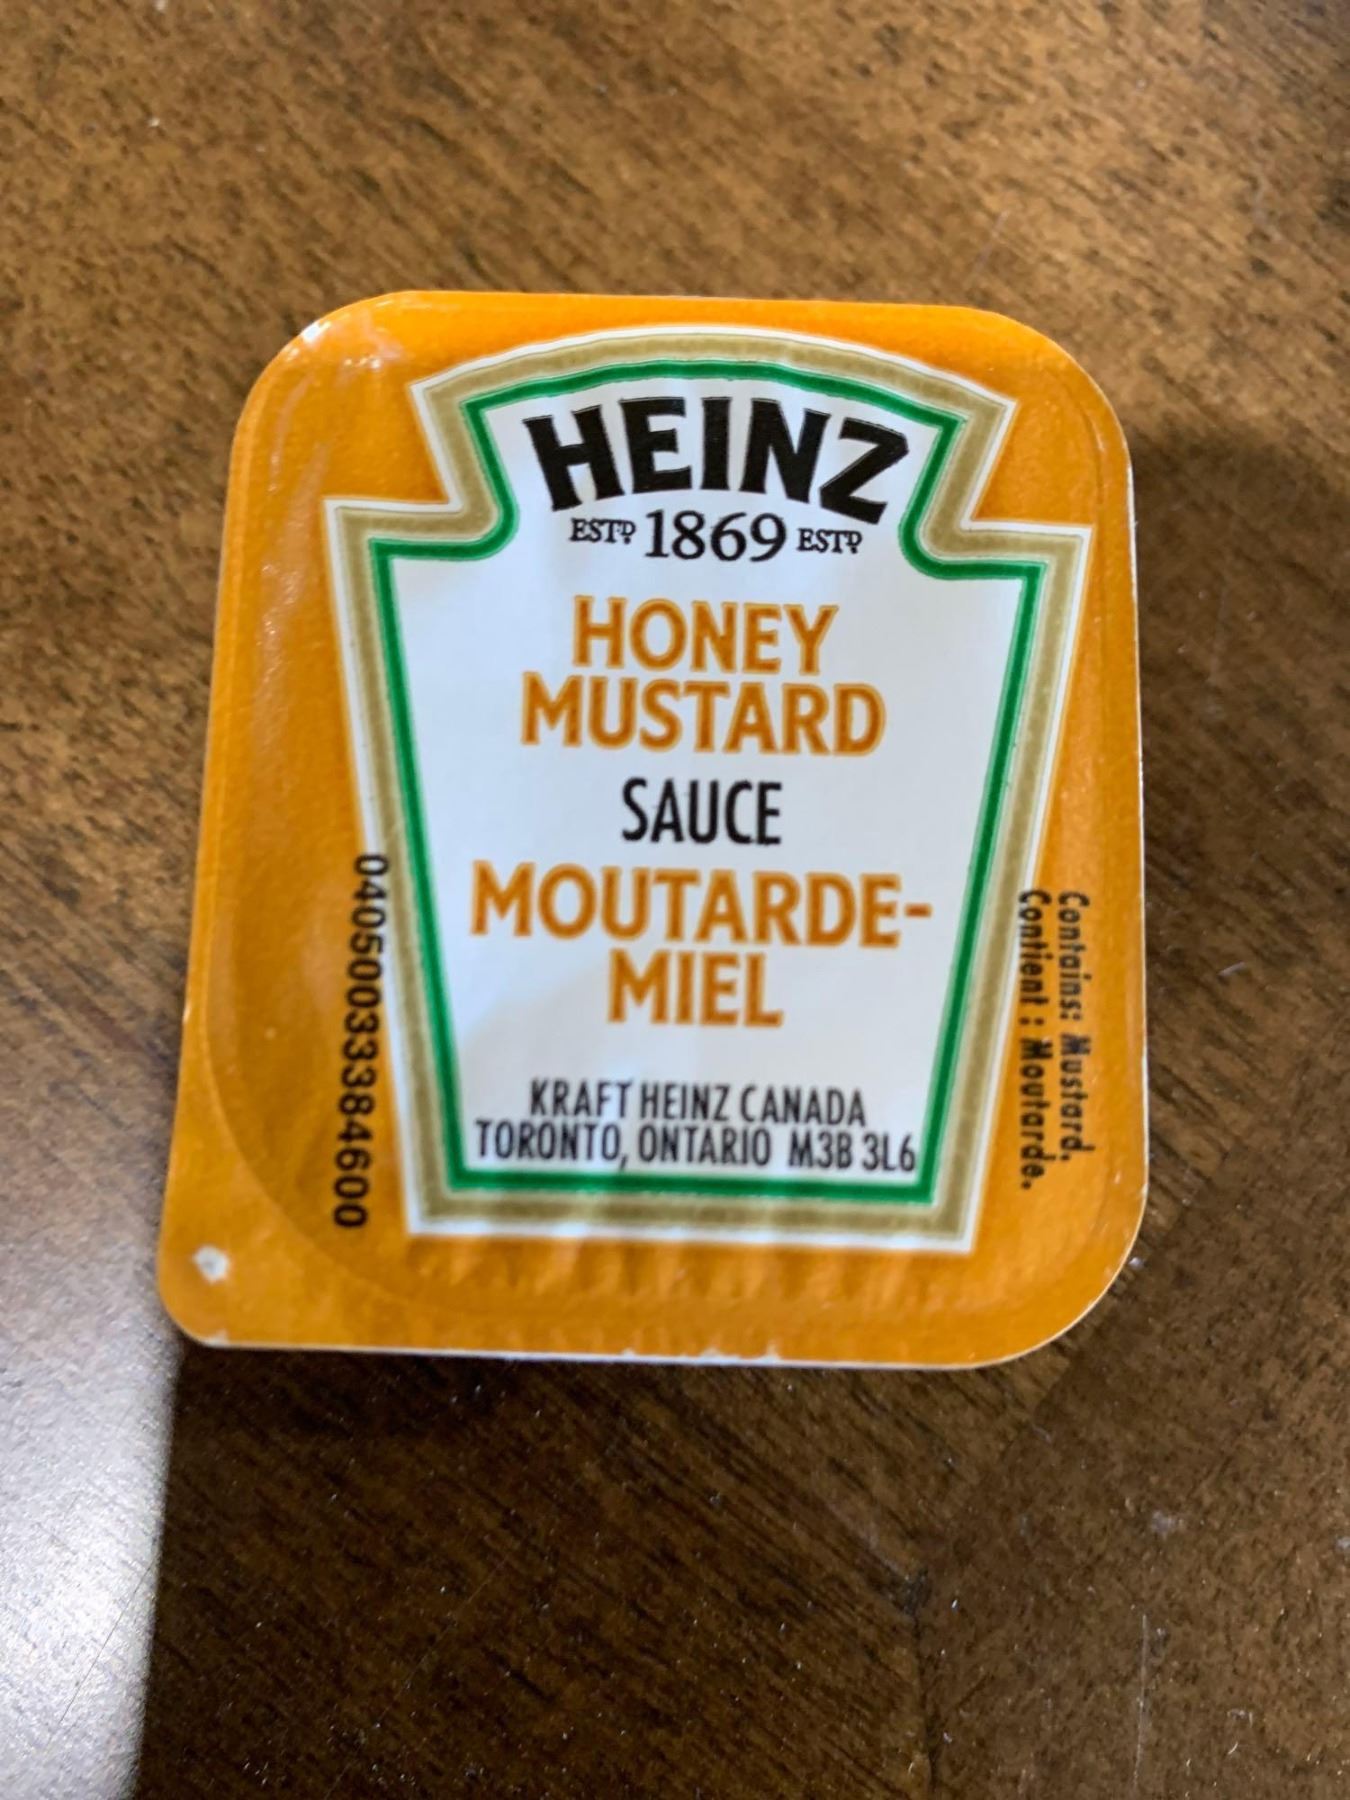 HEINZ
ESTD 1869 ESTD
HONEY
MUSTARD
SAUCE
MOUTARDE-
MIEL
KRAFT HEINZ CANADA
TORONTO, ONTARIO M3B 3L6
0405003384600
Contains: Mustard.
Contient : Moutarde.